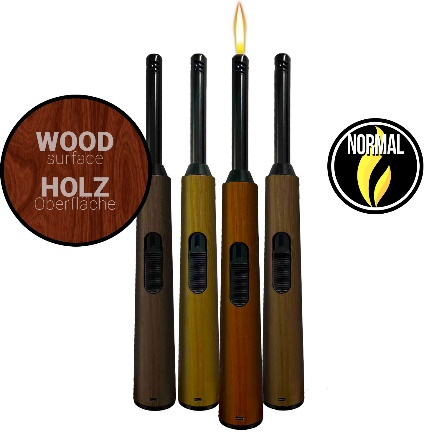 WOOD
surface
HOLZ
Oberfläche
NORMAL